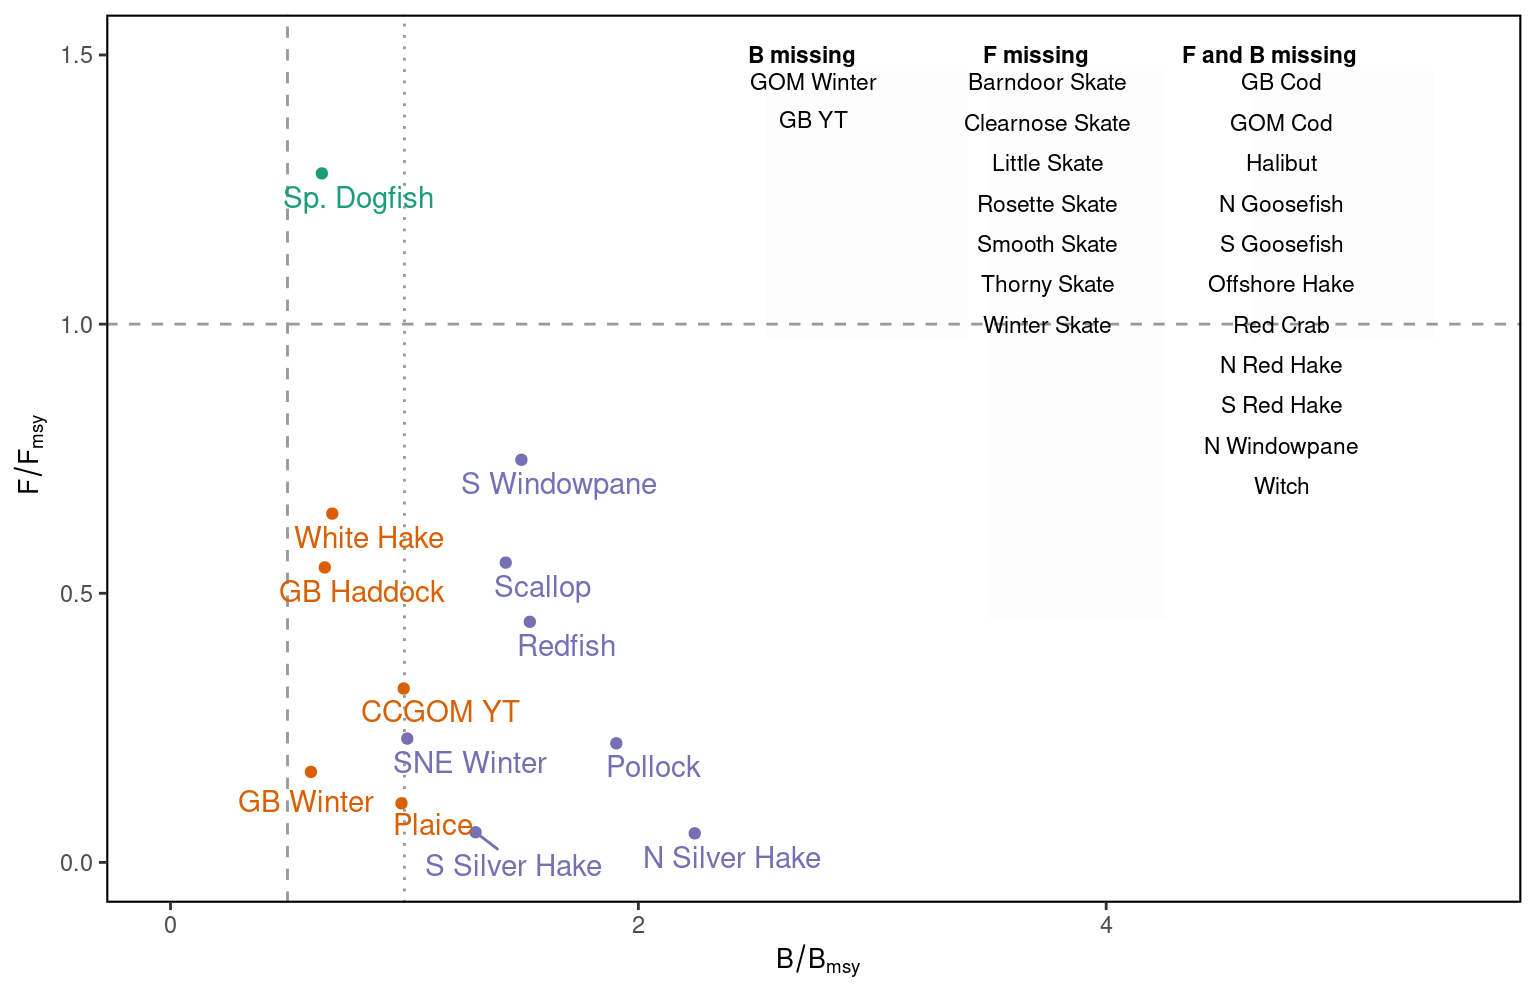 1.5
1.0
0.5
0.0
F/Fmsy
0
2
4
B/Bmsy
B missing
GOM Winter
GB YT
F missing
Barndoor Skate
Clearnose Skate
Little Skate
Rosette Skate
Smooth Skate
Thorny Skate
Winter Skate
F and B missing
GB Cod
GOM Cod
Halibut
N Goosefish
S Goosefish
Offshore Hake
Red Crab
N Red Hake
S Red Hake
N Windowpane
Witch
Sp. Dogfish
S Windowpane
White Hake
Scallop
GB Haddock
Redfish
CCGOM YT
SNE Winter
Pollock
GB Winter
Plaice
S Silver Hake
N Silver Hake